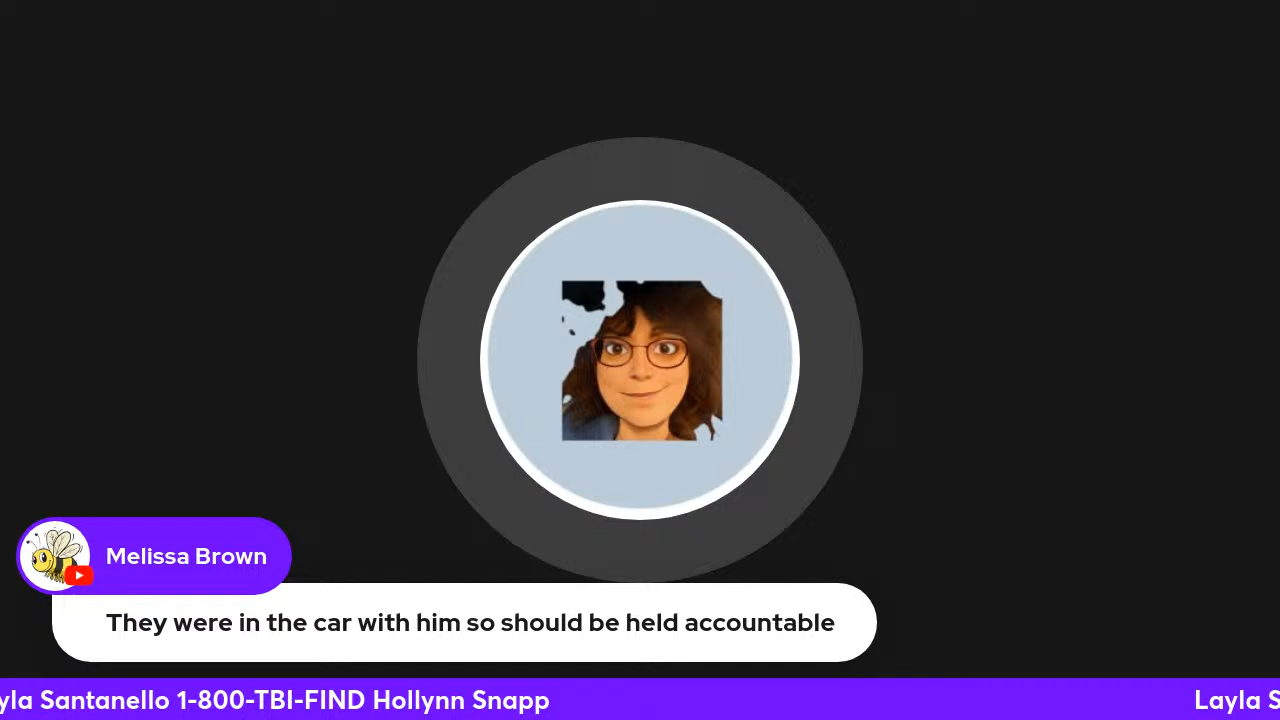 Melissa Brown
They were in the car with him so should be held accountable
yla Santanello 1-800-TBI-FIND Hollynn Snapp Layla S